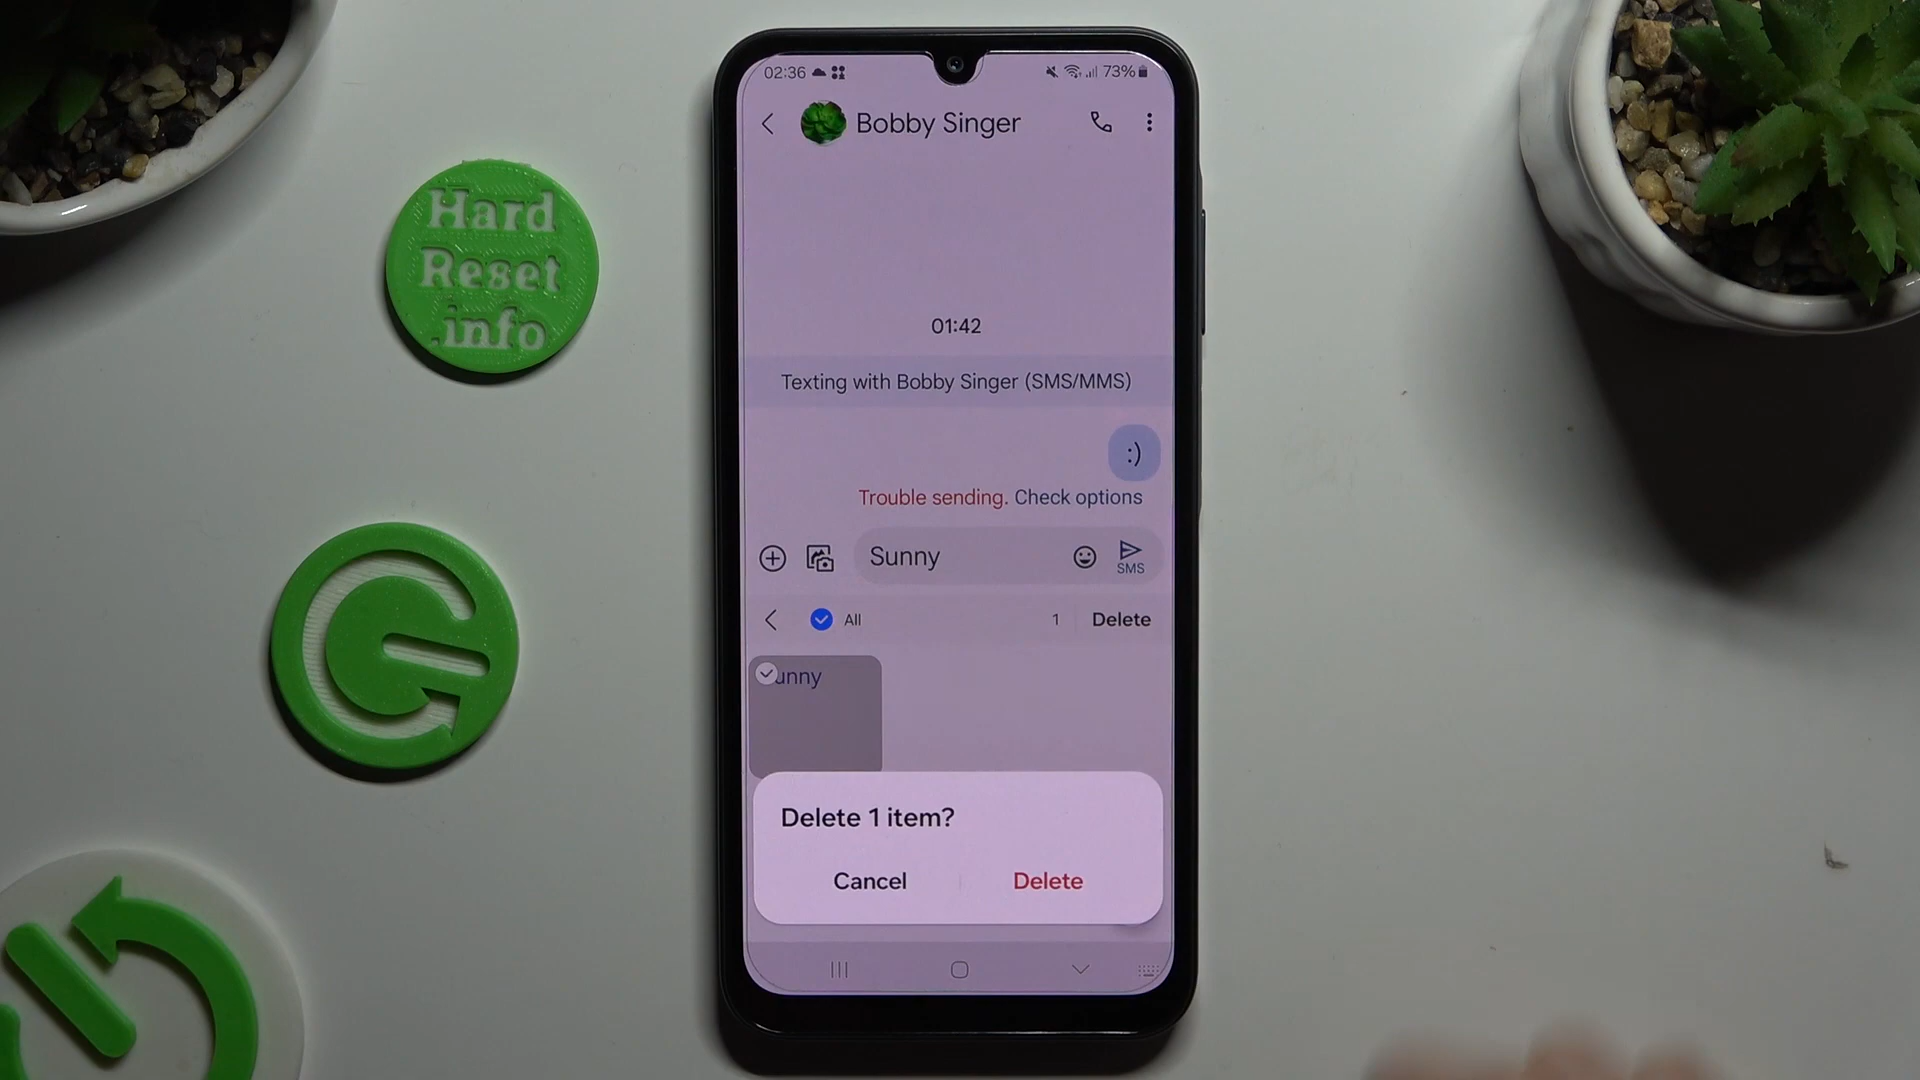 Hard
Reset
.info
02:36
73%
Bobby Singer
01:42
Texting with Bobby Singer (SMS/MMS)
:)
Trouble sending. Check options
Sunny
SMS
All
1
Delete
unny
Delete 1 item?
Cancel
Delete